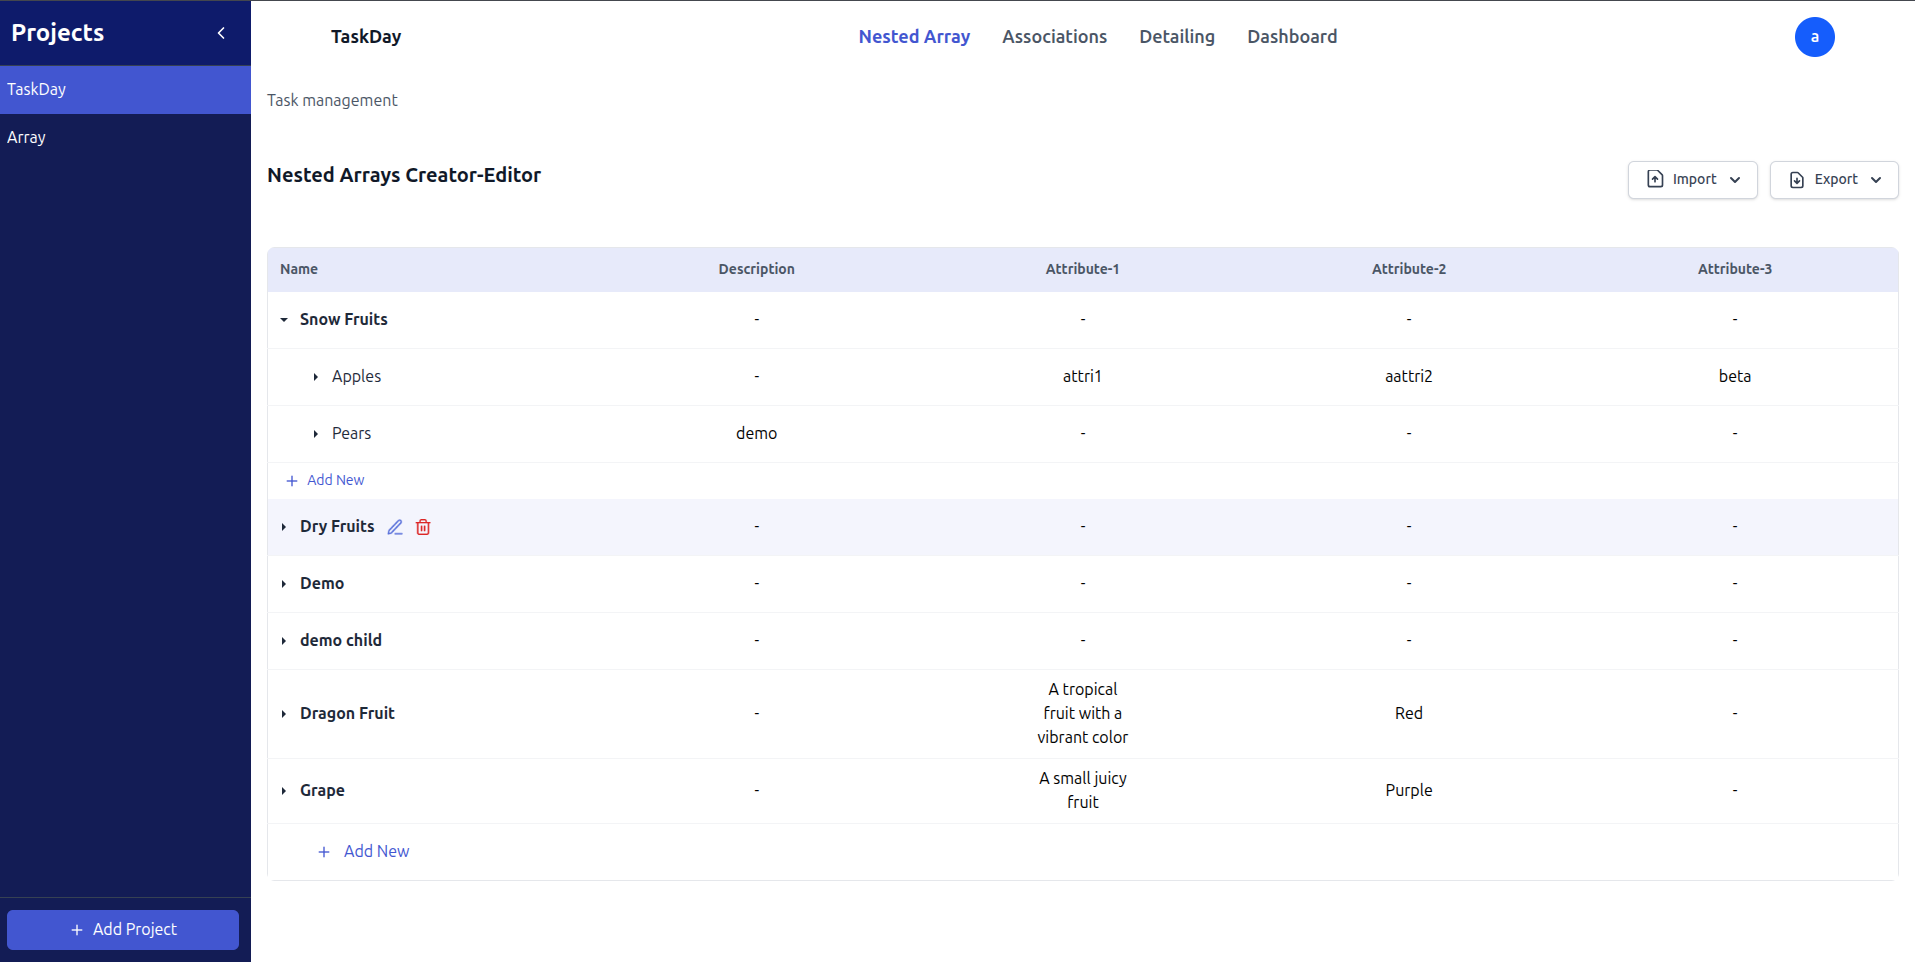 Projects
TaskDay
Array
Add Project
TaskDay
Nested Array Associations Detailing Dashboard
a
Task management
Nested Arrays Creator-Editor
Import Export
Name Description Attribute-1 Attribute-2 Attribute-3
Snow Fruits - - - -
Apples - attri1 aattri2 beta
Pears demo - - -
+ Add New
Dry Fruits - - - -
Demo - - - -
demo child - - - -
Dragon Fruit - A tropical
fruit with a
vibrant color Red -
Grape - A small juicy
fruit Purple -
+ Add New